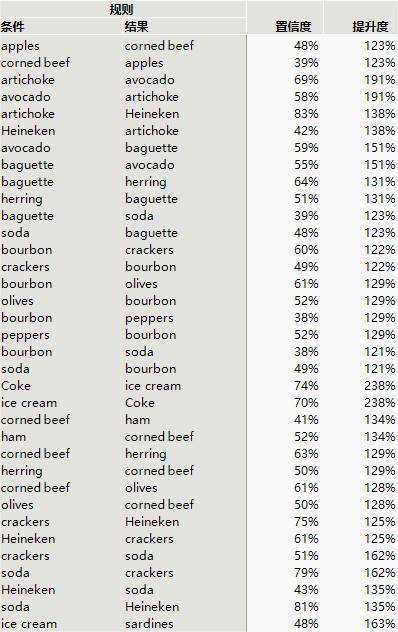 规则
条件 结果 置信度 提升度
apples corned beef 48% 123%
corned beef apples 39% 123%
artichoke avocado 69% 191%
avocado artichoke 58% 191%
artichoke Heineken 83% 138%
Heineken artichoke 42% 138%
avocado baguette 59% 151%
baguette avocado 55% 151%
baguette herring 64% 131%
herring baguette 51% 131%
baguette soda 39% 123%
soda baguette 48% 123%
bourbon crackers 60% 122%
crackers bourbon 49% 122%
bourbon olives 61% 129%
olives bourbon 52% 129%
bourbon peppers 38% 129%
peppers bourbon 52% 129%
bourbon soda 38% 121%
soda bourbon 49% 121%
Coke ice cream 74% 238%
ice cream Coke 70% 238%
corned beef ham 41% 134%
ham corned beef 52% 134%
corned beef herring 63% 129%
herring corned beef 50% 129%
corned beef olives 61% 128%
olives corned beef 50% 128%
crackers Heineken 75% 125%
Heineken crackers 61% 125%
crackers soda 51% 162%
soda crackers 79% 162%
Heineken soda 43% 135%
soda Heineken 81% 135%
ice cream sardines 48% 163%